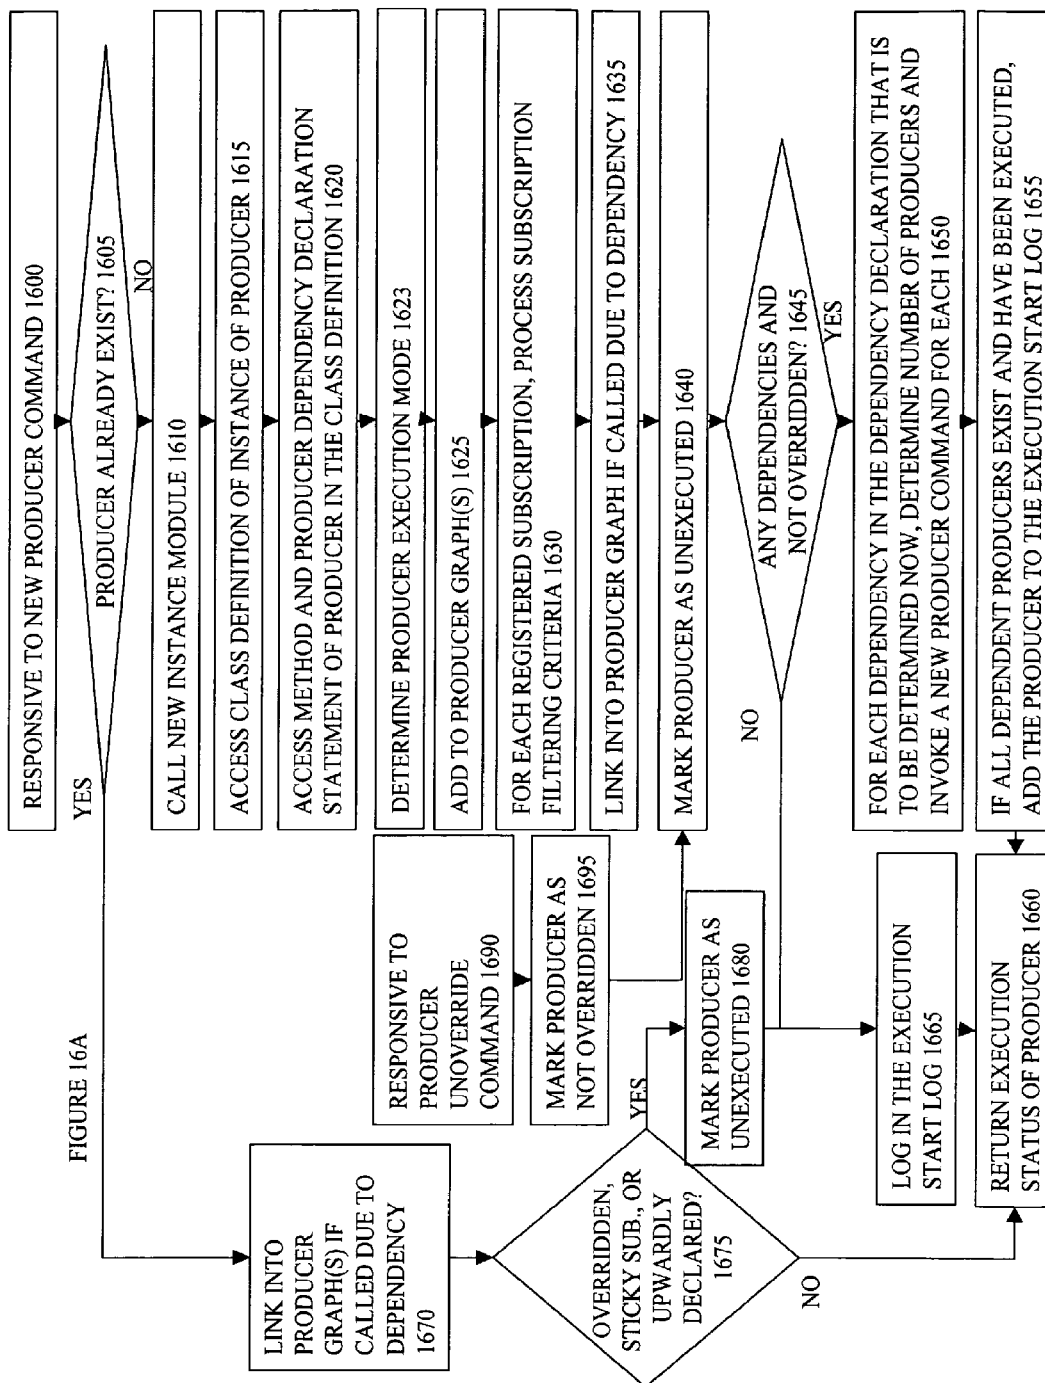 FIGURE 16A
RESPONSIVE TO NEW PRODUCER COMMAND 1600
PRODUCER ALREADY EXIST? 1605
YES
NO
CALL NEW INSTANCE MODULE 1610
ACCESS CLASS DEFINITION OF INSTANCE OF PRODUCER 1615
ACCESS METHOD AND PRODUCER DEPENDENCY DECLARATION
STATEMENT OF PRODUCER IN THE CLASS DEFINITION 1620
DETERMINE PRODUCER EXECUTION MODE 1623
ADD TO PRODUCER GRAPH(S) 1625
FOR EACH REGISTERED SUBSCRIPTION, PROCESS SUBSCRIPTION
FILTERING CRITERIA 1630
LINK INTO PRODUCER GRAPH IF CALLED DUE TO DEPENDENCY 1635
MARK PRODUCER AS UNEXECUTED 1640
ANY DEPENDENCIES AND
NOT OVERRIDDEN? 1645
NO
YES
FOR EACH DEPENDENCY IN THE DEPENDENCY DECLARATION THAT IS
TO BE DETERMINED NOW, DETERMINE NUMBER OF PRODUCERS AND
INVOKE A NEW PRODUCER COMMAND FOR EACH 1650
IF ALL DEPENDENT PRODUCERS EXIST AND HAVE BEEN EXECUTED,
ADD THE PRODUCER TO THE EXECUTION START LOG 1655
RESPONSIVE TO
PRODUCER
UNOVERRIDE
COMMAND 1690
MARK PRODUCER AS
NOT OVERRIDDEN 1695
LINK INTO
PRODUCER
GRAPH(S) IF
CALLED DUE TO
DEPENDENCY
1670
OVERRIDDEN,
STICKY SUB., OR
UPWARDLY
DECLARED?
1675
YES
NO
MARK PRODUCER AS
UNEXECUTED 1680
LOG IN THE EXECUTION
START LOG 1665
RETURN EXECUTION
STATUS OF PRODUCER 1660